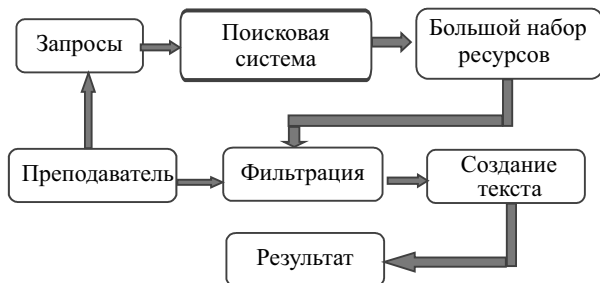 Запросы
Поисковая
система
Большой набор
ресурсов
Преподаватель
Фильтрация
Создание
текста
Результат